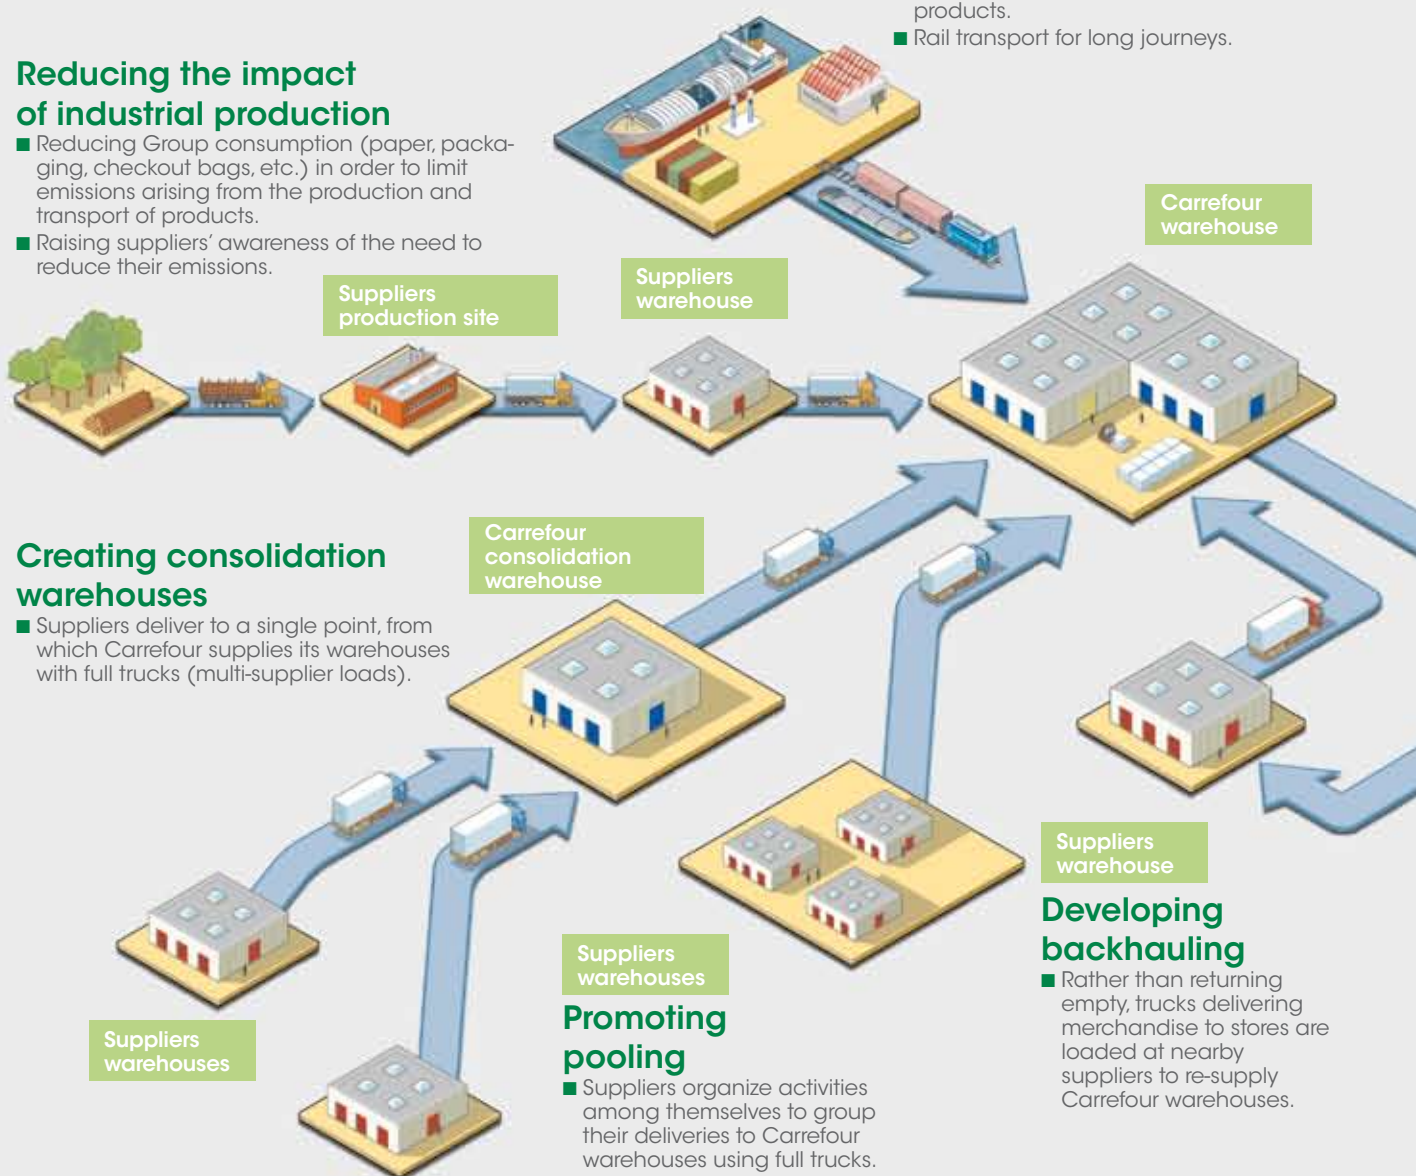 products.
■ Rail transport for long journeys.
Reducing the impact
of industrial production
■ Reducing Group consumption (paper, packa-
ging, checkout bags, etc.) in order to limit
emissions arising from the production and
transport of products.
■ Raising suppliers’ awareness of the need to
reduce their emissions.
Carrefour
warehouse
Suppliers
warehouse
Suppliers
production site
Creating consolidation
warehouses
■ Suppliers deliver to a single point, from
which Carrefour supplies its warehouses
with full trucks (multi-supplier loads).
Carrefour
consolidation
warehouse
Suppliers
warehouses
Suppliers
warehouses
Promoting
pooling
■ Suppliers organize activities
among themselves to group
their deliveries to Carrefour
warehouses using full trucks.
Suppliers
warehouse
Developing
backhauling
■ Rather than returning
empty, trucks delivering
merchandise to stores are
loaded at nearby
suppliers to re-supply
Carrefour warehouses.